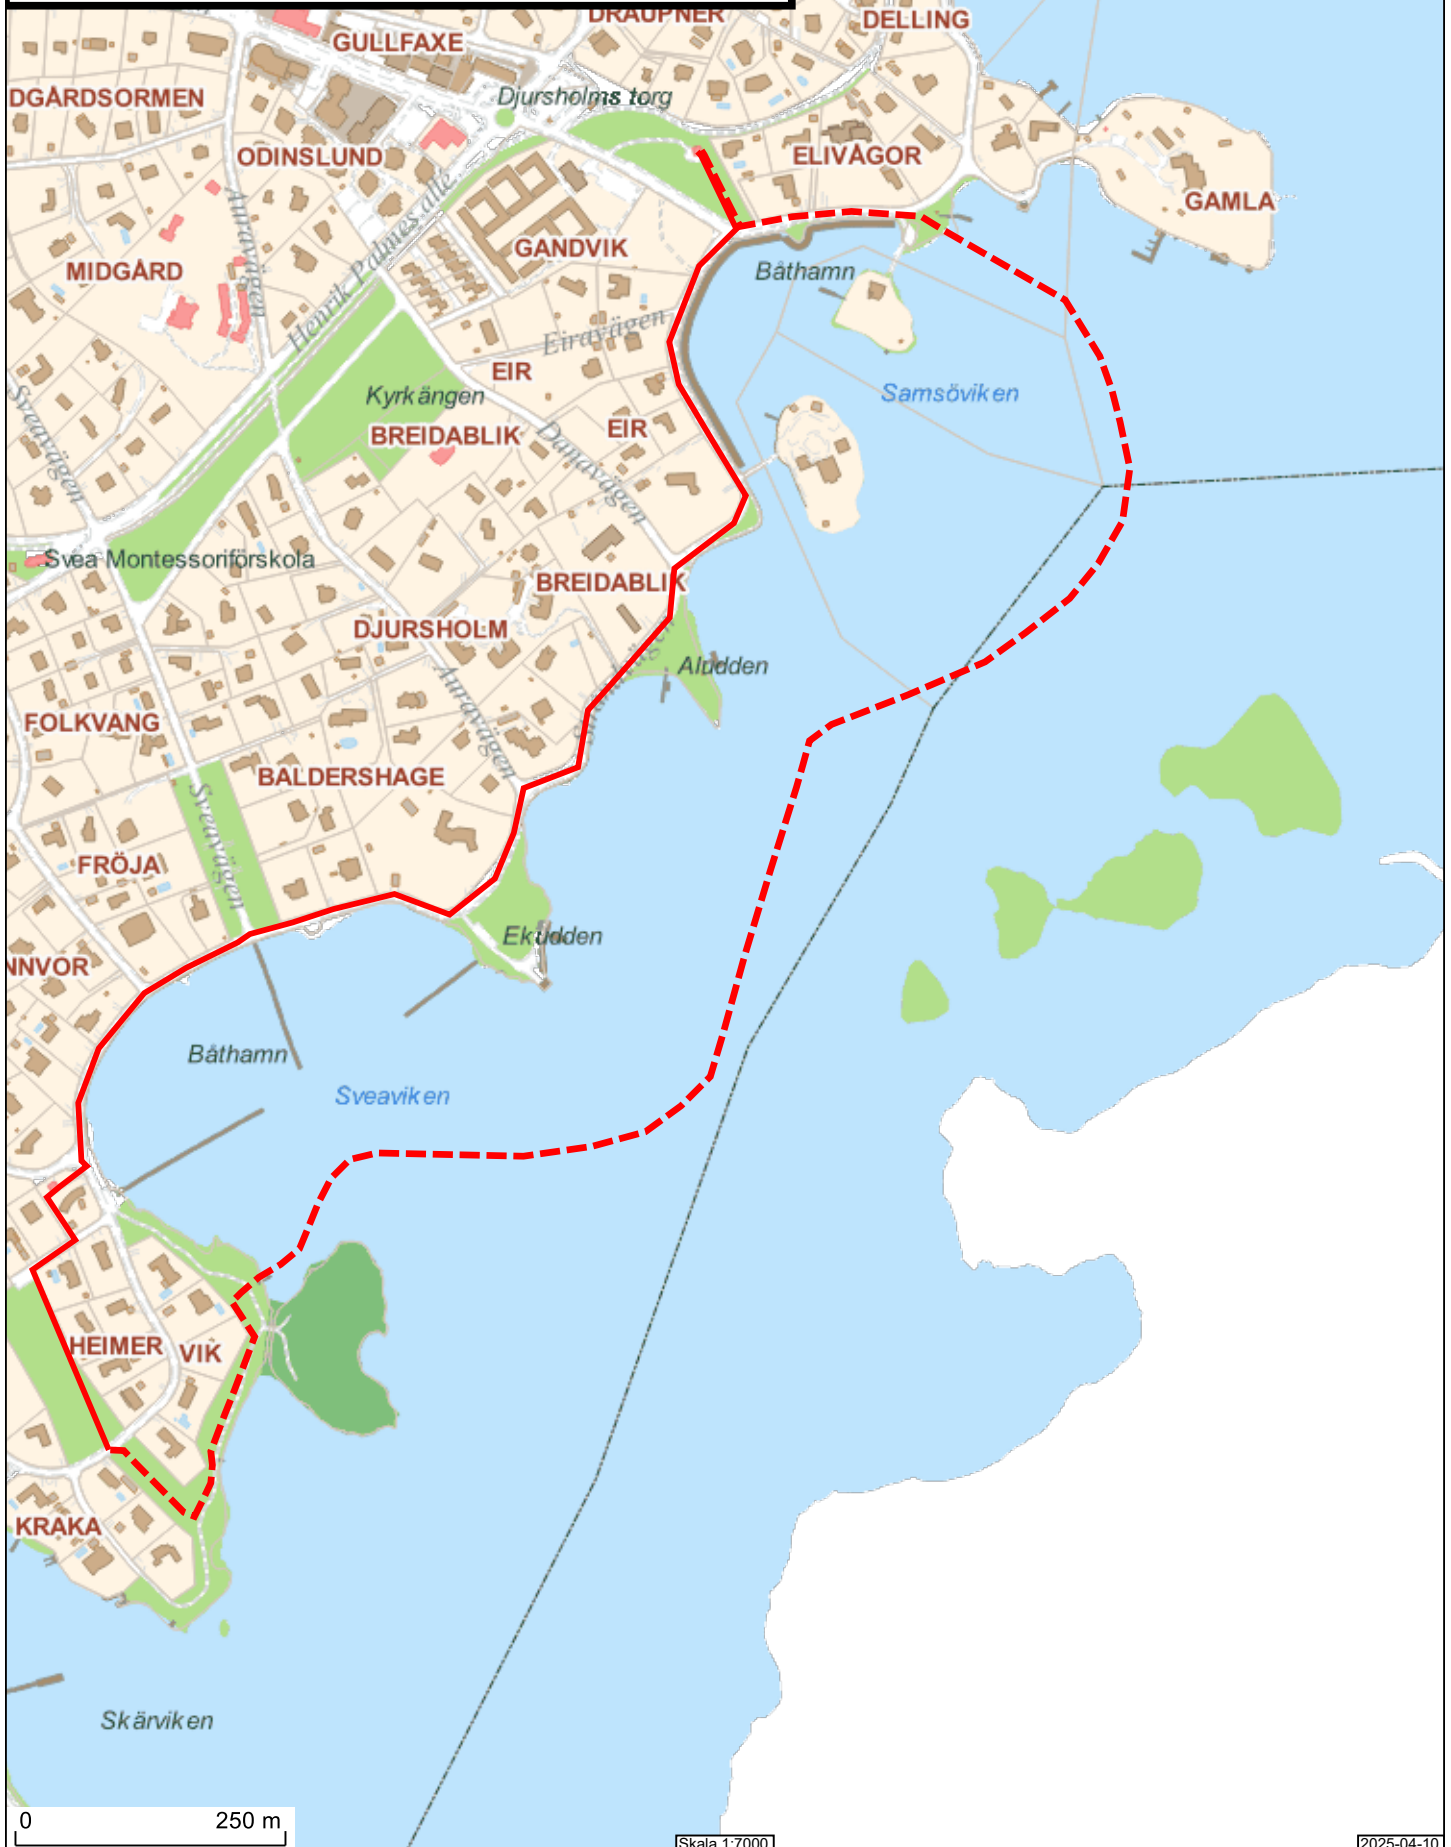 DRAUPNER
DELLING
GULLFAXE
DGÅRDSORMEN
Djursholms torg
ODINSLUND
ELIVÅGOR
GAMLA
Auravägen
Henrik Palmes allé
GANDVIK
MIDGÅRD
Båthamn
Eiravägen
EIR
Samsöviken
Kyrkängen
Sveavägen
BREIDABLIK
EIR
Danavägen
Svea Montessoriförskola
BREIDABLIK
DJURSHOLM
Strandvägen
Aludden
Auravägen
FOLKVANG
BALDERSHAGE
Sveavägen
FRÖJA
Ekudden
NNVOR
Båthamn
Sveaviken
HEIMER
VIK
KRAKA
Skärviken
0 250 m
Skala 1:7000
2025-04-10